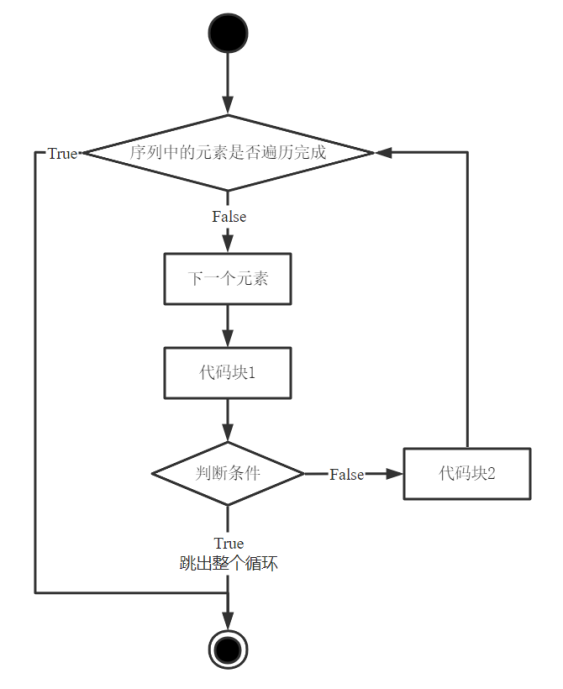 序列中的元素是否遍历完成
True
False
下一个元素
代码块1
判断条件
False
代码块2
True
跳出整个循环